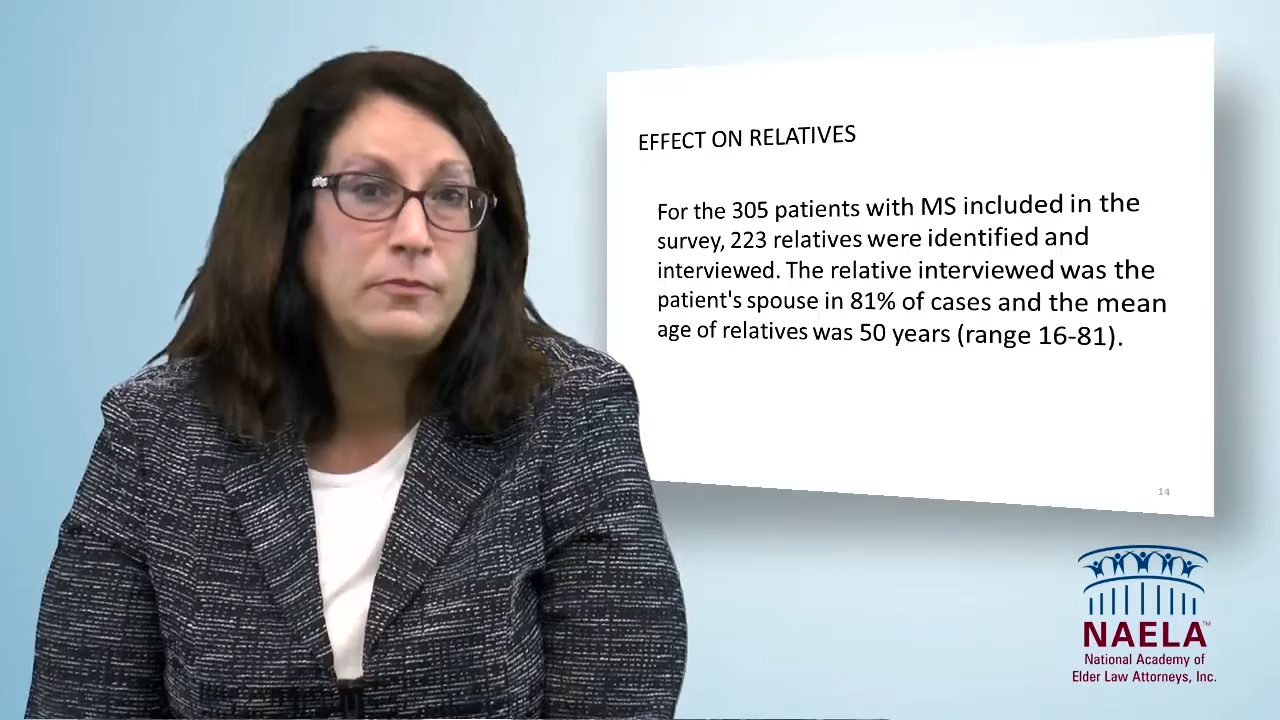 EFFECT ON RELATIVES
For the 305 patients with MS included in the
survey, 223 relatives were identified and
interviewed. The relative interviewed was the
patient's spouse in 81% of cases and the mean
age of relatives was 50 years (range 16-81).
14
NAELA™
National Academy of
Elder Law Attorneys, Inc.